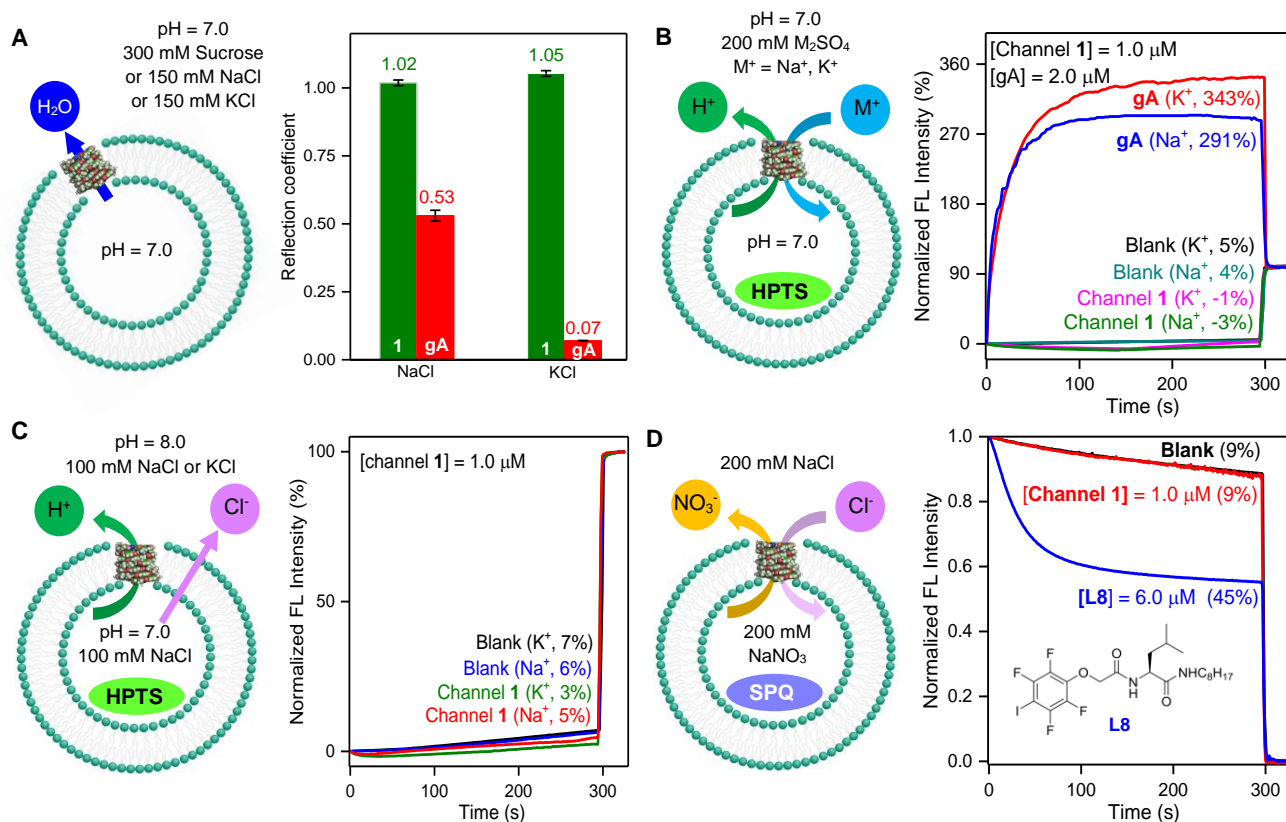 A
pH = 7.0
300 mM Sucrose
or 150 mM NaCl
or 150 mM KCl
H₂O
pH = 7.0
Reflection coefficient
1.00
0.75
0.50
0.25
0.00
1.02
0.53
1.05
0.07
1
gA
1
gA
NaCl
KCl
B
pH = 7.0
200 mM M₂SO₄
M⁺ = Na⁺, K⁺
H⁺
M⁺
pH = 7.0
HPTS
Normalized FL Intensity (%)
360
270
180
90
0
[Channel 1] = 1.0 μM
[gA] = 2.0 μM
gA (K⁺, 343%)
gA (Na⁺, 291%)
Blank (K⁺, 5%)
Blank (Na⁺, 4%)
Channel 1 (K⁺, -1%)
Channel 1 (Na⁺, -3%)
0
100
200
300
Time (s)
C
pH = 8.0
100 mM NaCl or KCl
H⁺
Cl⁻
pH = 7.0
100 mM NaCl
HPTS
Normalized FL Intensity (%)
100
50
0
[channel 1] = 1.0 μM
Blank (K⁺, 7%)
Blank (Na⁺, 6%)
Channel 1 (K⁺, 3%)
Channel 1 (Na⁺, 5%)
0
100
200
300
Time (s)
D
200 mM NaCl
NO₃⁻
Cl⁻
200 mM
NaNO₃
SPQ
Normalized FL Intensity
1.0
0.8
0.6
0.4
0.2
0.0
Blank (9%)
[Channel 1] = 1.0 μM (9%)
[L8] = 6.0 μM (45%)
F
F
O
O
N
H
NHC₈H₁₇
O
I
F
F
L8
0
100
200
300
Time (s)